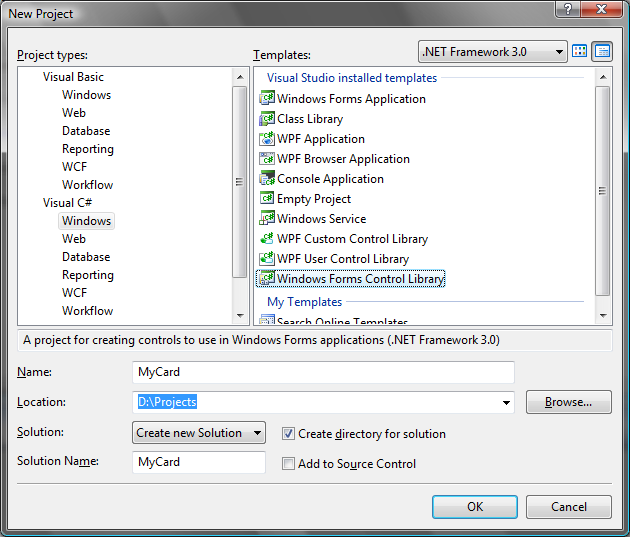 New Project
Project types:
Templates:
.NET Framework 3.0
Visual Basic
Windows
Web
Database
Reporting
WCF
Workflow
Visual C#
Windows
Web
Database
Reporting
WCF
Workflow
Visual Studio installed templates
Windows Forms Application
Class Library
WPF Application
WPF Browser Application
Console Application
Empty Project
Windows Service
WPF Custom Control Library
WPF User Control Library
Windows Forms Control Library
My Templates
Search Online Templates
A project for creating controls to use in Windows Forms applications (.NET Framework 3.0)
Name:
MyCard
Location:
D:\Projects
Browse...
Solution:
Create new Solution
Create directory for solution
Solution Name:
MyCard
Add to Source Control
OK
Cancel